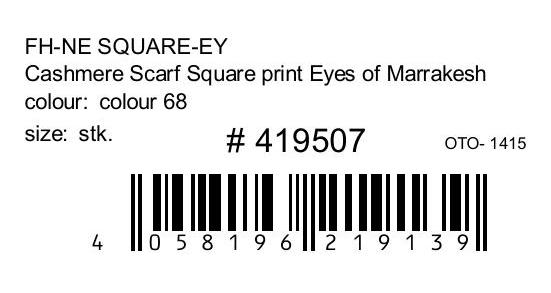 FH-NE SQUARE-EY
Cashmere Scarf Square print Eyes of Marrakesh
colour: colour 68
size: stk.
# 419507
OTO- 1415
4 058196 219139